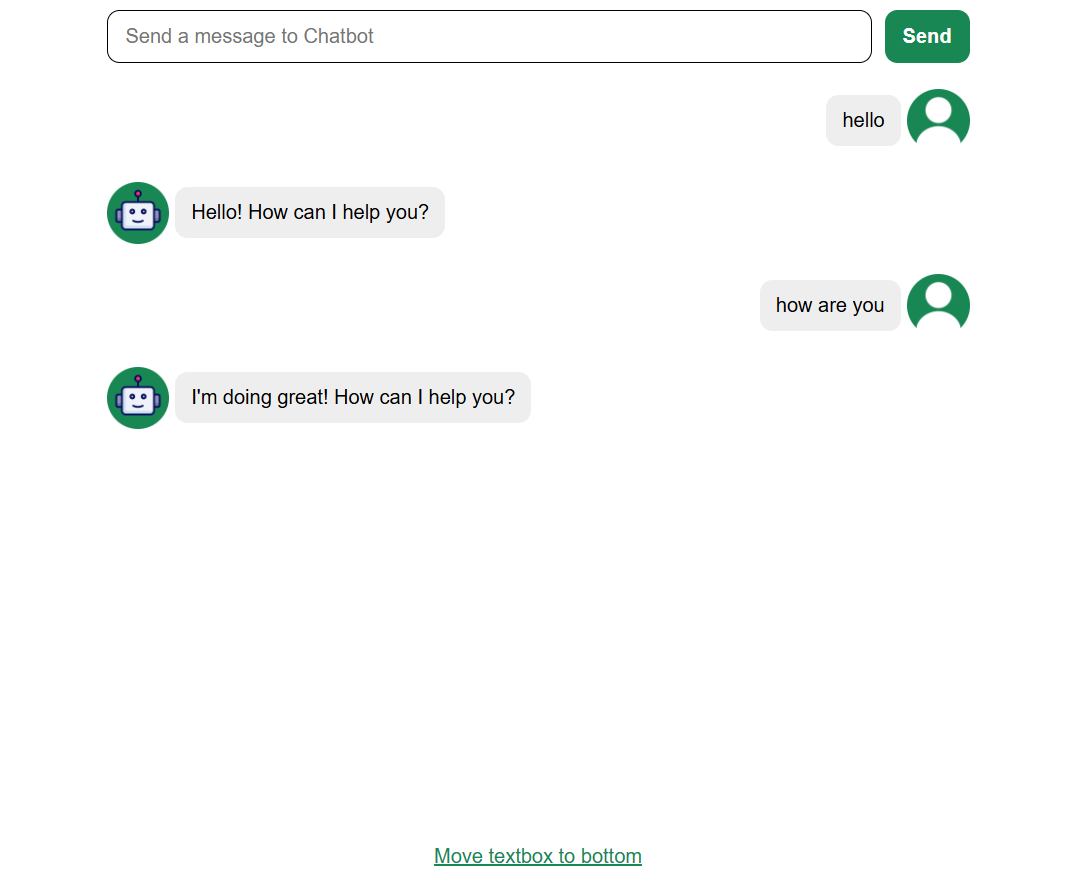 Send a message to Chatbot
Send
hello
Hello! How can I help you?
how are you
I'm doing great! How can I help you?
Move textbox to bottom